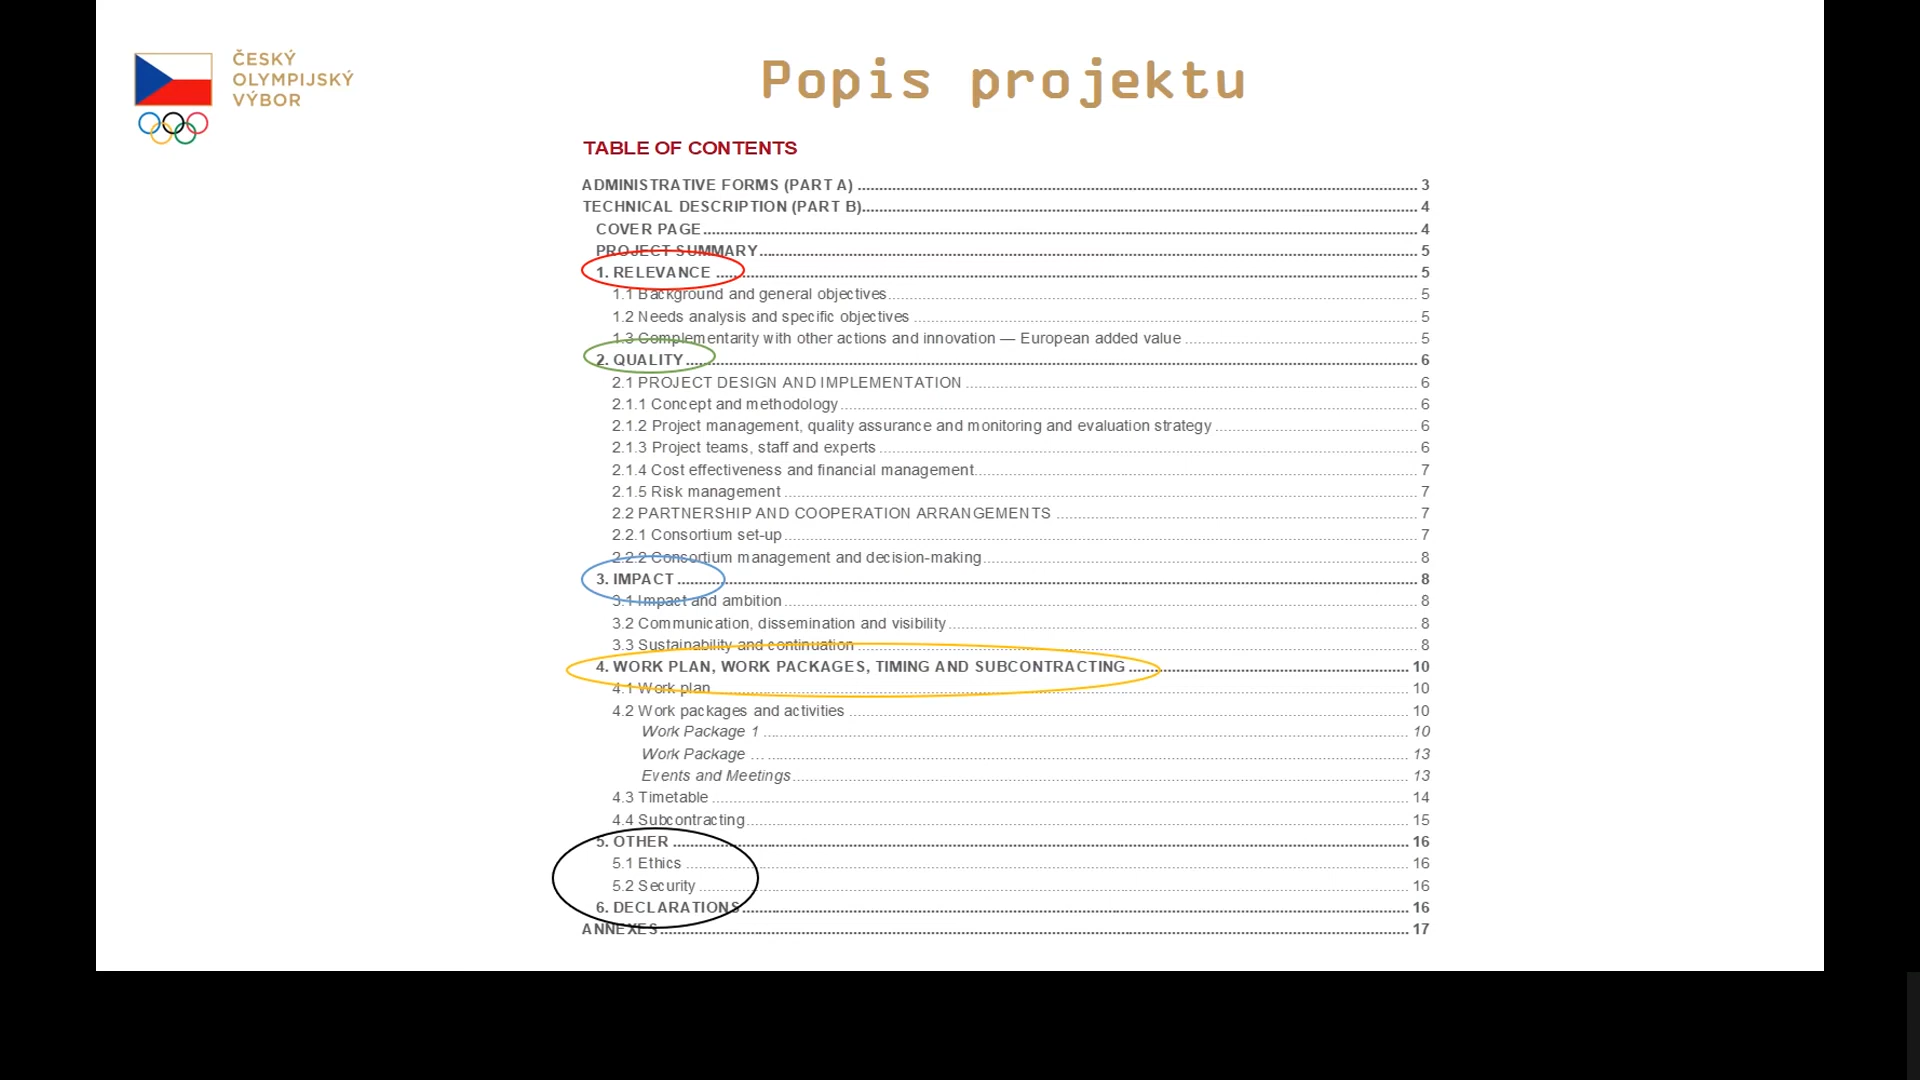 ČESKÝ
OLYMPIJSKÝ
VÝBOR
Popis projektu
TABLE OF CONTENTS
ADMINISTRATIVE FORMS (PART A) 3
TECHNICAL DESCRIPTION (PART B) 4
COVER PAGE 4
PROJECT SUMMARY 5
1. RELEVANCE 5
1.1 Background and general objectives 5
1.2 Needs analysis and specific objectives 5
1.3 Complementarity with other actions and innovation — European added value 5
2. QUALITY 6
2.1 PROJECT DESIGN AND IMPLEMENTATION 6
2.1.1 Concept and methodology 6
2.1.2 Project management, quality assurance and monitoring and evaluation strategy 6
2.1.3 Project teams, staff and experts 6
2.1.4 Cost effectiveness and financial management 7
2.1.5 Risk management 7
2.2 PARTNERSHIP AND COOPERATION ARRANGEMENTS 7
2.2.1 Consortium set-up 7
2.2.2 Consortium management and decision-making 8
3. IMPACT 8
3.1 Impact and ambition 8
3.2 Communication, dissemination and visibility 8
3.3 Sustainability and continuation 8
4. WORK PLAN, WORK PACKAGES, TIMING AND SUBCONTRACTING 10
4.1 Work plan 10
4.2 Work packages and activities 10
Work Package 1 10
Work Package … 13
Events and Meetings 13
4.3 Timetable 14
4.4 Subcontracting 15
5. OTHER 16
5.1 Ethics 16
5.2 Security 16
6. DECLARATIONS 16
ANNEXES 17